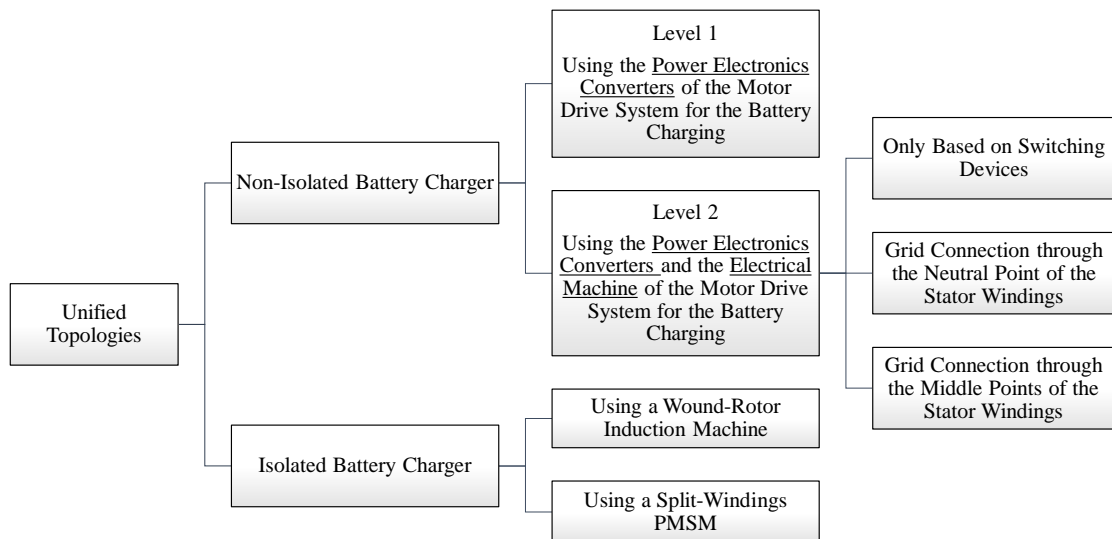 Unified
Topologies
Non-Isolated Battery Charger
Level 1
Using the Power Electronics
Converters of the Motor
Drive System for the Battery
Charging
Level 2
Using the Power Electronics
Converters and the Electrical
Machine of the Motor Drive
System for the Battery
Charging
Only Based on Switching
Devices
Grid Connection through
the Neutral Point of the
Stator Windings
Grid Connection through
the Middle Points of the
Stator Windings
Isolated Battery Charger
Using a Wound-Rotor
Induction Machine
Using a Split-Windings
PMSM